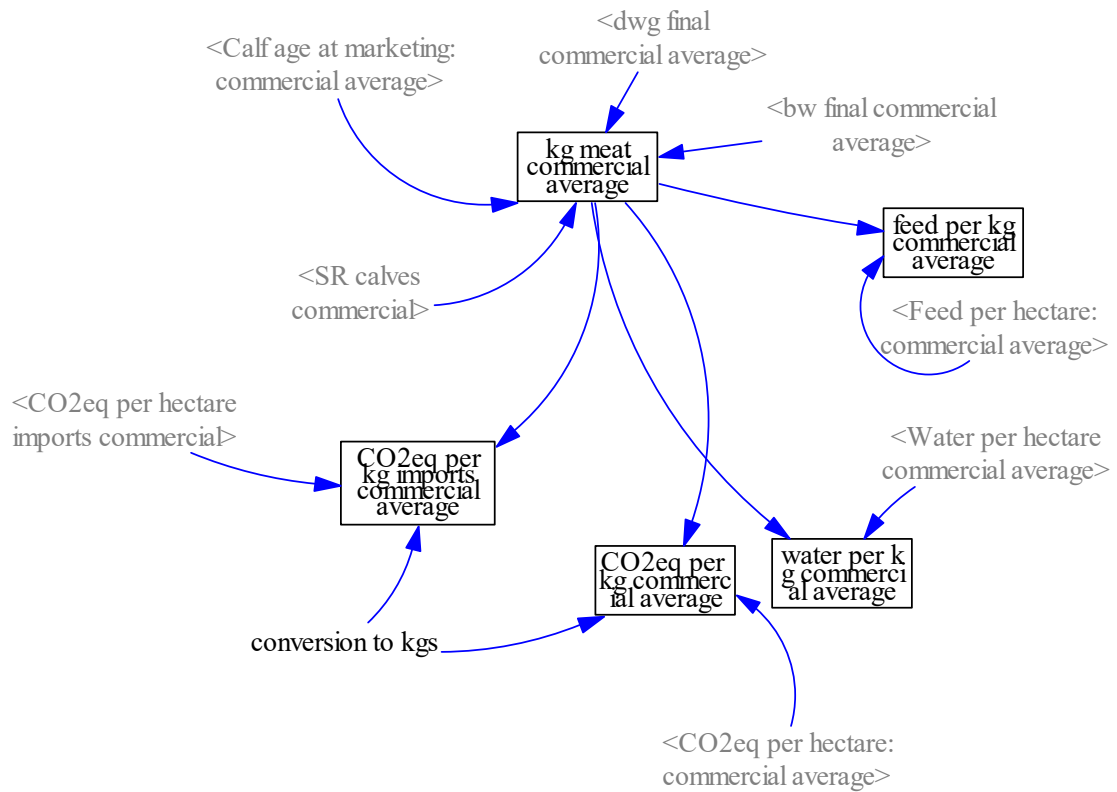 <dwg final
commercial average>
<Calf age at marketing:
commercial average>
<bw final commercial
average>
kg meat
commercial
average
feed per kg
commercial
average
<SR calves
commercial>
<Feed per hectare:
commercial average>
<CO2eq per hectare
imports commercial>
<Water per hectare
commercial average>
CO2eq per
kg imports
commercial
average
CO2eq per
kg commerc
ial average
water per k
g commerci
al average
conversion to kgs
<CO2eq per hectare:
commercial average>